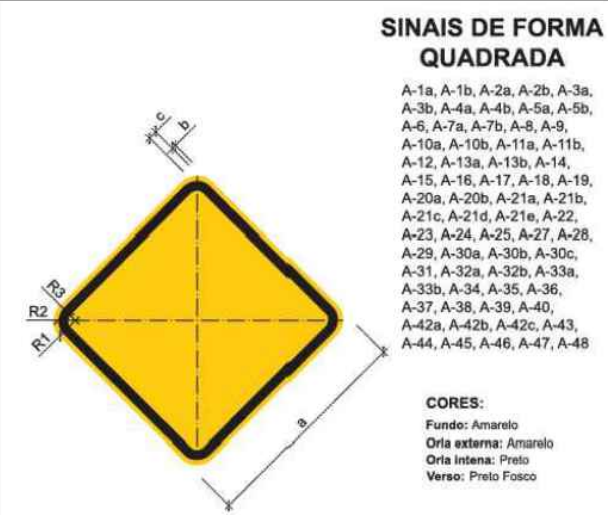 SINAIS DE FORMA
QUADRADA
A-1a, A-1b, A-2a, A-2b, A-3a,
A-3b, A-4a, A-4b, A-5a, A-5b,
A-6, A-7a, A-7b, A-8, A-9,
A-10a, A-10b, A-11a, A-11b,
A-12, A-13a, A-13b, A-14,
A-15, A-16, A-17, A-18, A-19,
A-20a, A-20b, A-21a, A-21b,
A-21c, A-21d, A-21e, A-22,
A-23, A-24, A-25, A-27, A-28,
A-29, A-30a, A-30b, A-30c,
A-31, A-32a, A-32b, A-33a,
A-33b, A-34, A-35, A-36,
A-37, A-38, A-39, A-40,
A-42a, A-42b, A-42c, A-43,
A-44, A-45, A-46, A-47, A-48
c
b
R3
R2
R1
a
CORES:
Fundo: Amarelo
Orla externa: Amarelo
Orla intena: Preto
Verso: Preto Fosco